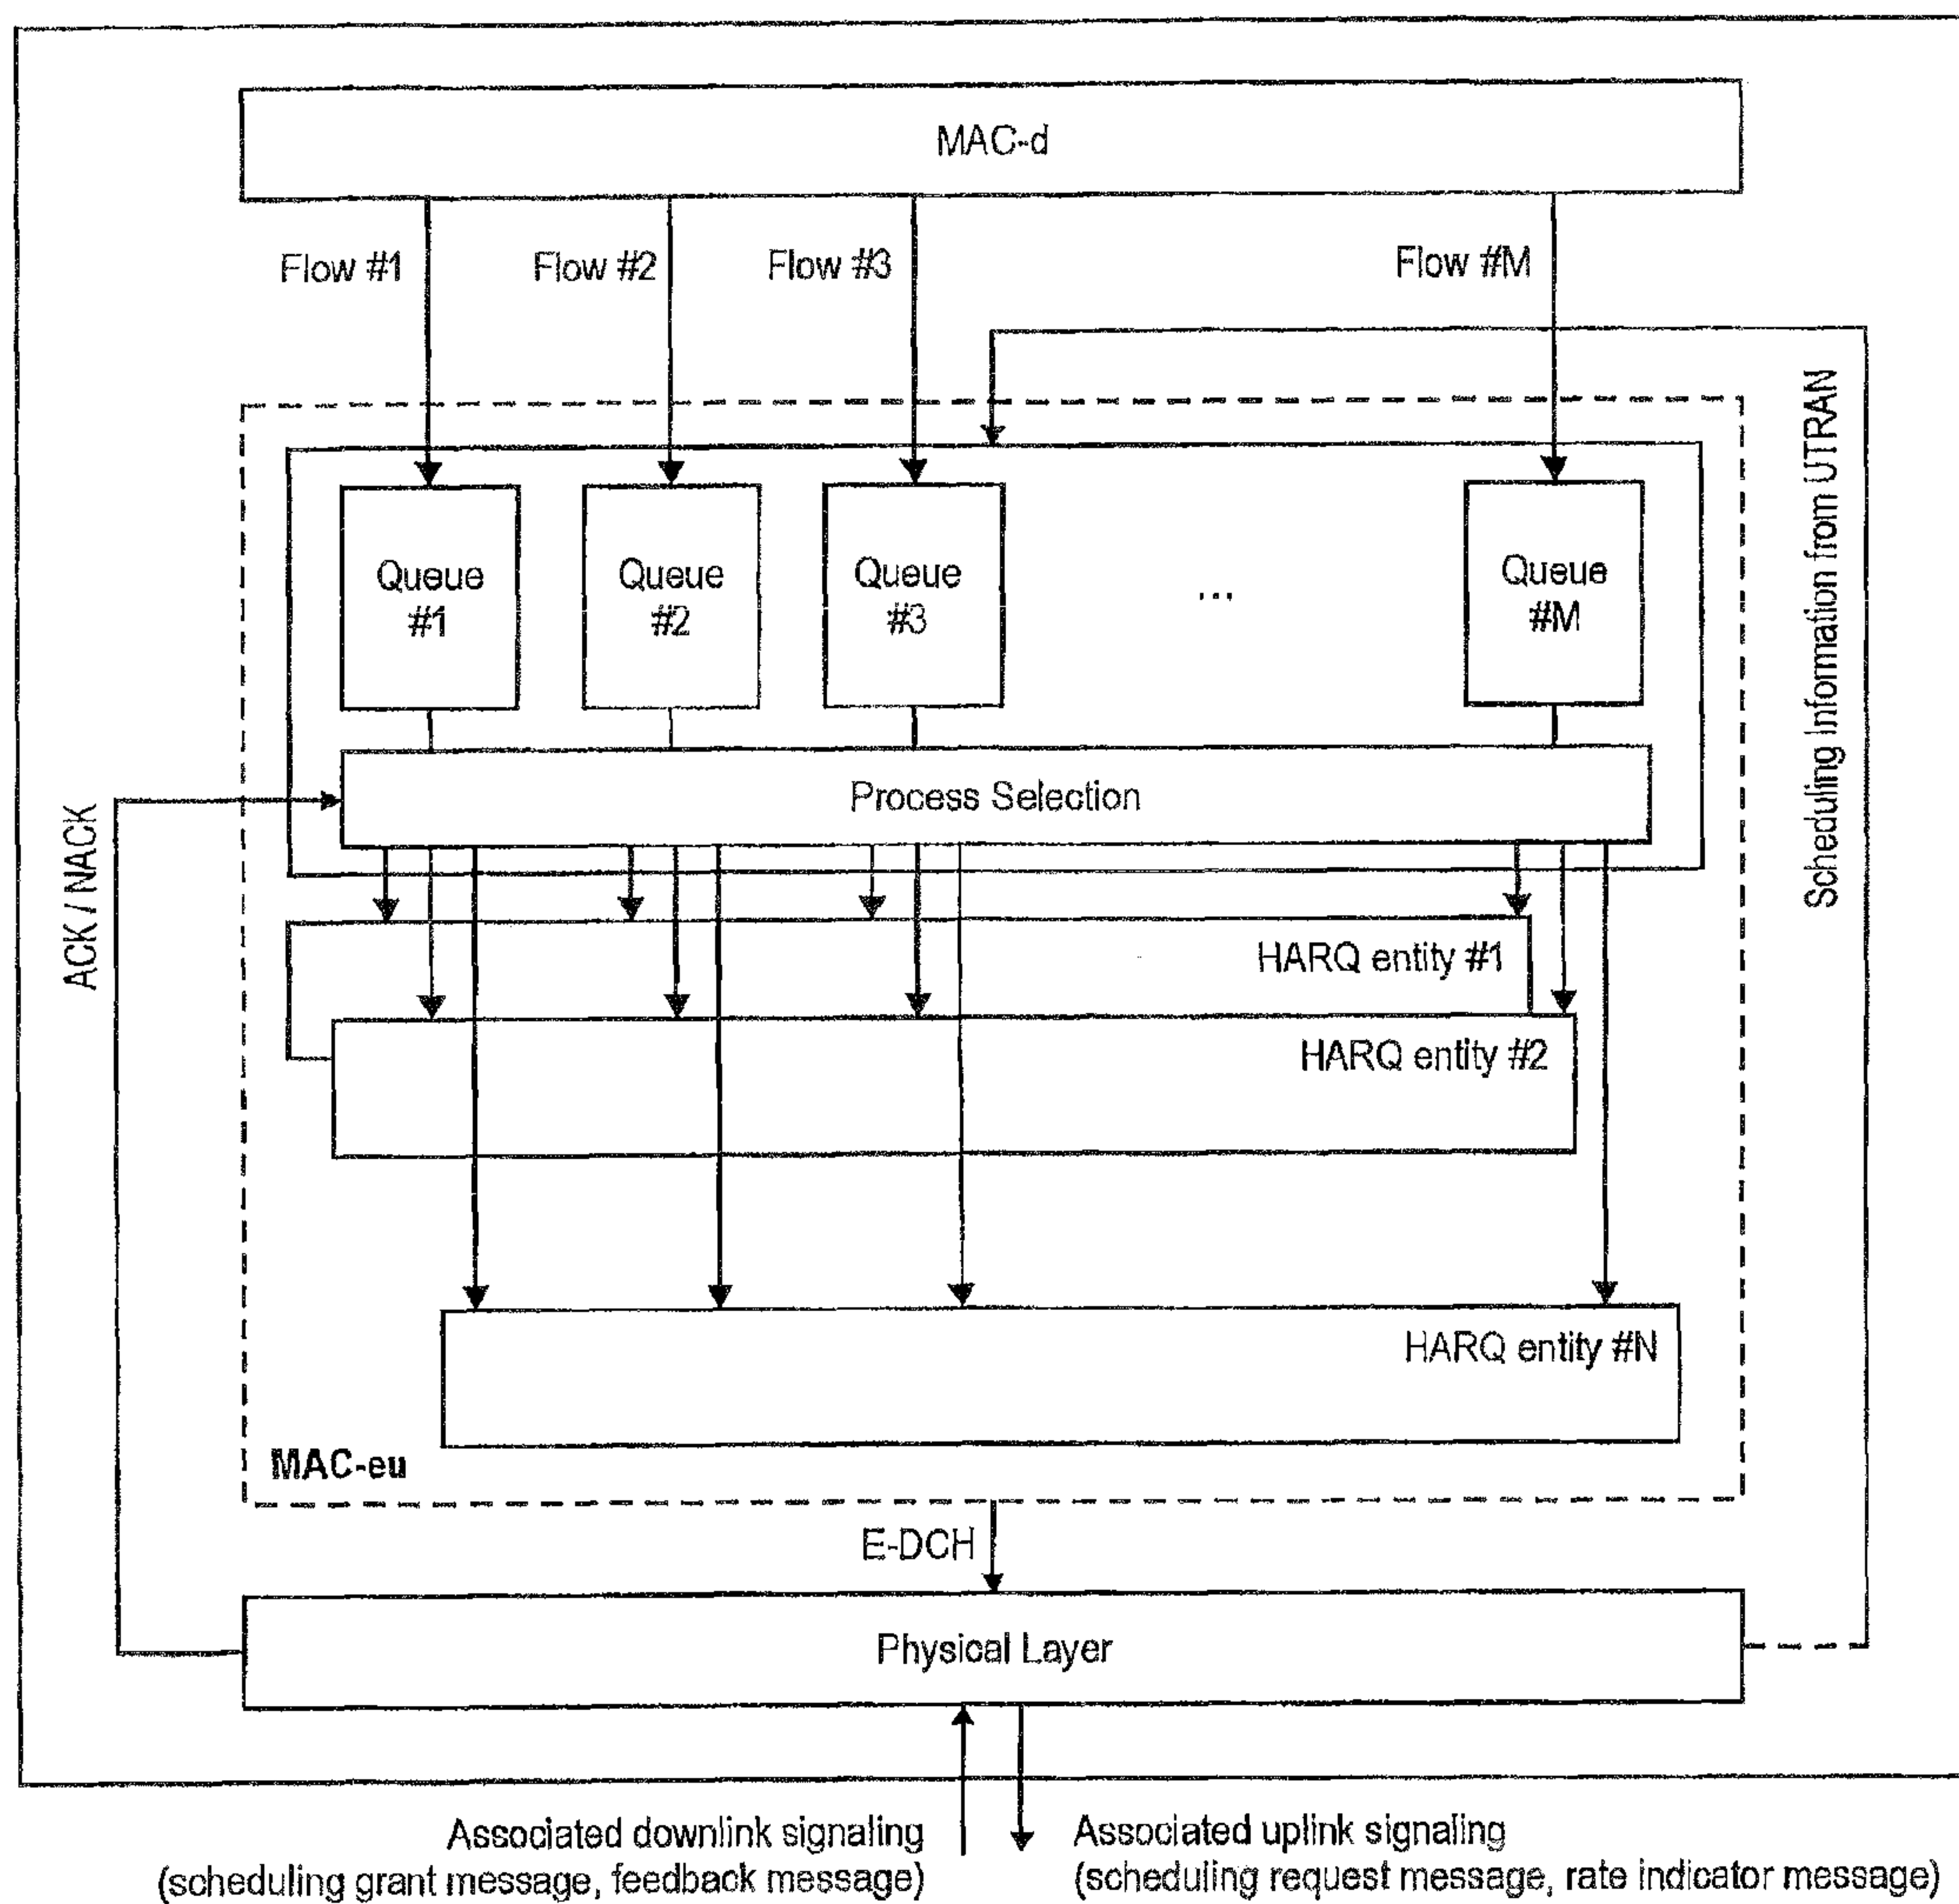 MAC-d
Flow #1
Flow #2
Flow #3
Flow #M
Scheduling Information from UTRAN
Queue
#1
Queue
#2
Queue
#3
...
Queue
#M
Process Selection
ACK / NACK
HARQ entity #1
HARQ entity #2
HARQ entity #N
MAC-eu
E-DCH
Physical Layer
Associated downlink signaling
(scheduling grant message, feedback message)
Associated uplink signaling
(scheduling request message, rate indicator message)